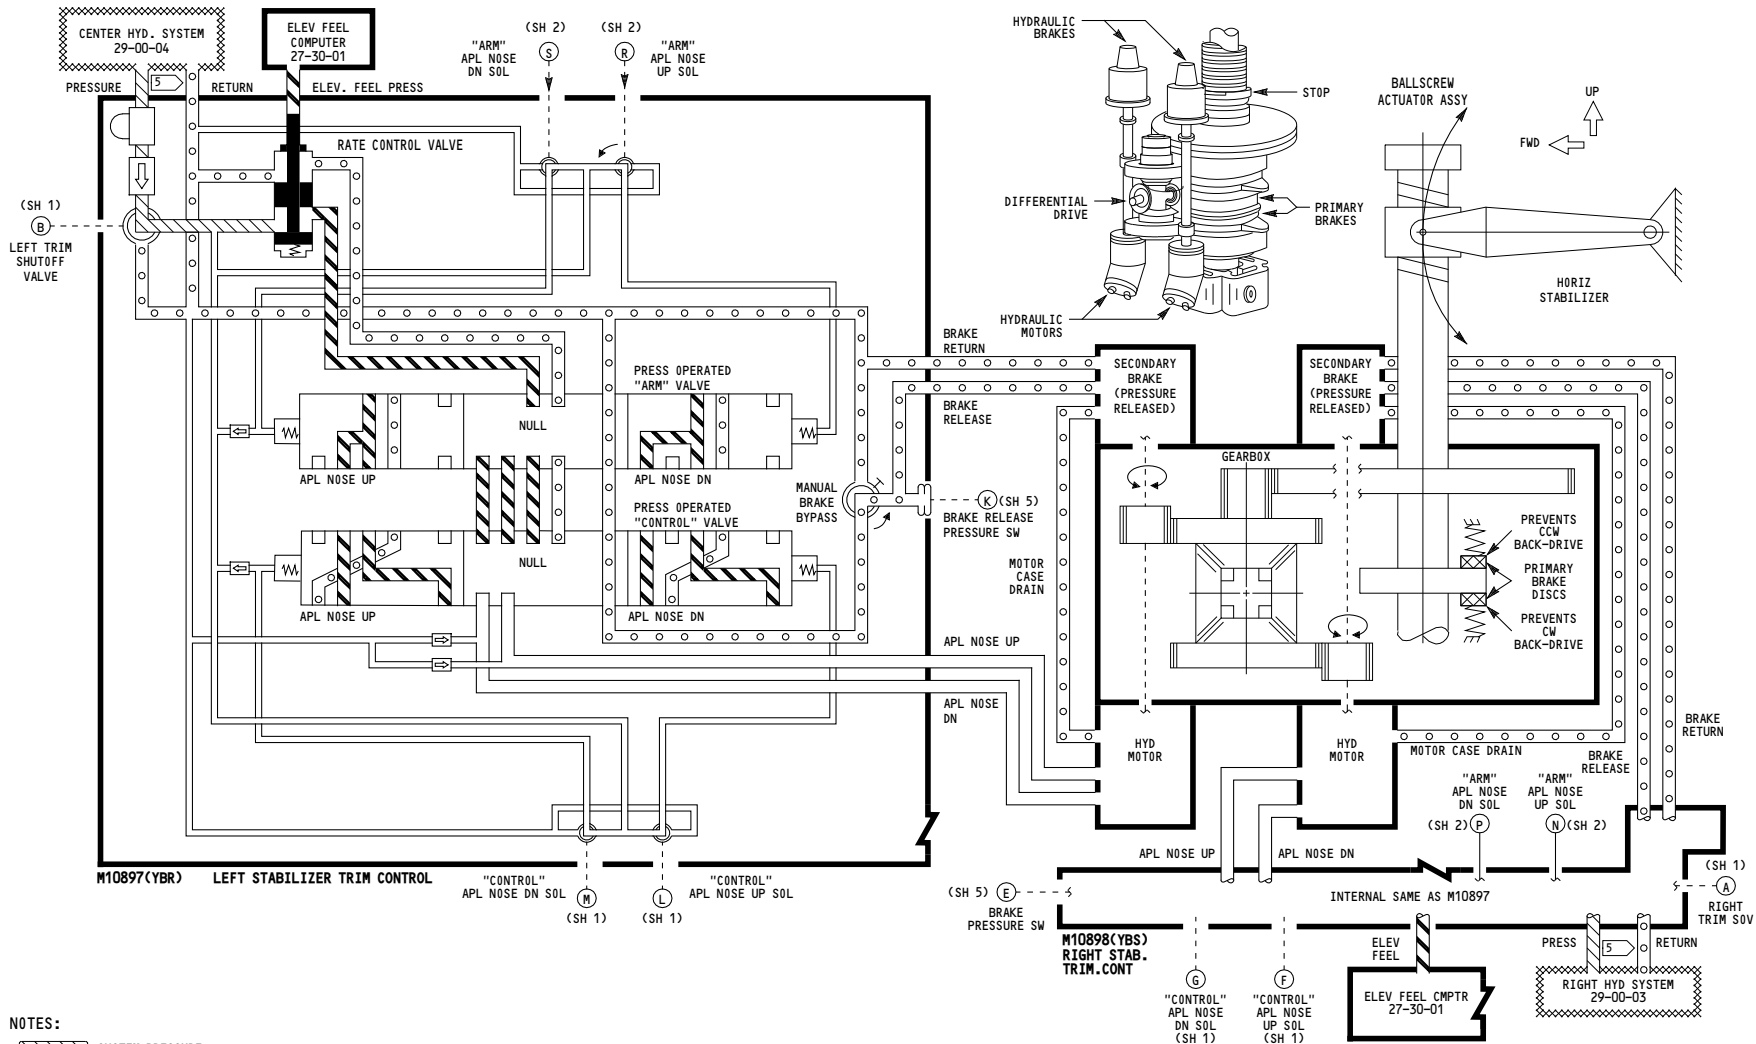 CENTER HYD. SYSTEM
29-00-04
ELEV FEEL
COMPUTER
27-30-01
PRESSURE
5
RETURN
ELEV. FEEL PRESS
(SH 2)
S
"ARM"
APL NOSE
DN SOL
(SH 2)
R
"ARM"
APL NOSE
UP SOL
RATE CONTROL VALVE
(SH 1)
B
LEFT TRIM
SHUTOFF
VALVE
HYDRAULIC
BRAKES
STOP
DIFFERENTIAL
DRIVE
PRIMARY
BRAKES
HYDRAULIC
MOTORS
BALLSCREW
ACTUATOR ASSY
UP
FWD
HORIZ
STABILIZER
PRESS OPERATED
"ARM" VALVE
NULL
APL NOSE UP
APL NOSE DN
PRESS OPERATED
"CONTROL" VALVE
NULL
APL NOSE UP
APL NOSE DN
MANUAL
BRAKE
BYPASS
BRAKE
RETURN
BRAKE
RELEASE
K
(SH 5)
BRAKE RELEASE
PRESSURE SW
SECONDARY
BRAKE
(PRESSURE
RELEASED)
SECONDARY
BRAKE
(PRESSURE
RELEASED)
GEARBOX
MOTOR
CASE
DRAIN
PREVENTS
CCW
BACK-DRIVE
PRIMARY
BRAKE
DISCS
PREVENTS
CW
BACK-DRIVE
APL NOSE UP
APL NOSE
DN
HYD
MOTOR
HYD
MOTOR
MOTOR CASE DRAIN
BRAKE
RELEASE
BRAKE
RETURN
"ARM"
APL NOSE
DN SOL
(SH 2)
P
"ARM"
APL NOSE
UP SOL
N
(SH 2)
M10897(YBR) LEFT STABILIZER TRIM CONTROL
"CONTROL"
APL NOSE DN SOL
M
(SH 1)
L
(SH 1)
"CONTROL"
APL NOSE UP SOL
APL NOSE UP
APL NOSE DN
(SH 5)
E
BRAKE
PRESSURE SW
INTERNAL SAME AS M10897
(SH 1)
A
RIGHT
TRIM SOV
M10898(YBS)
RIGHT STAB.
TRIM.CONT
G
"CONTROL"
APL NOSE
DN SOL
(SH 1)
F
"CONTROL"
APL NOSE
UP SOL
(SH 1)
ELEV
FEEL
ELEV FEEL CMPTR
27-30-01
PRESS
5
RETURN
RIGHT HYD SYSTEM
29-00-03
NOTES: